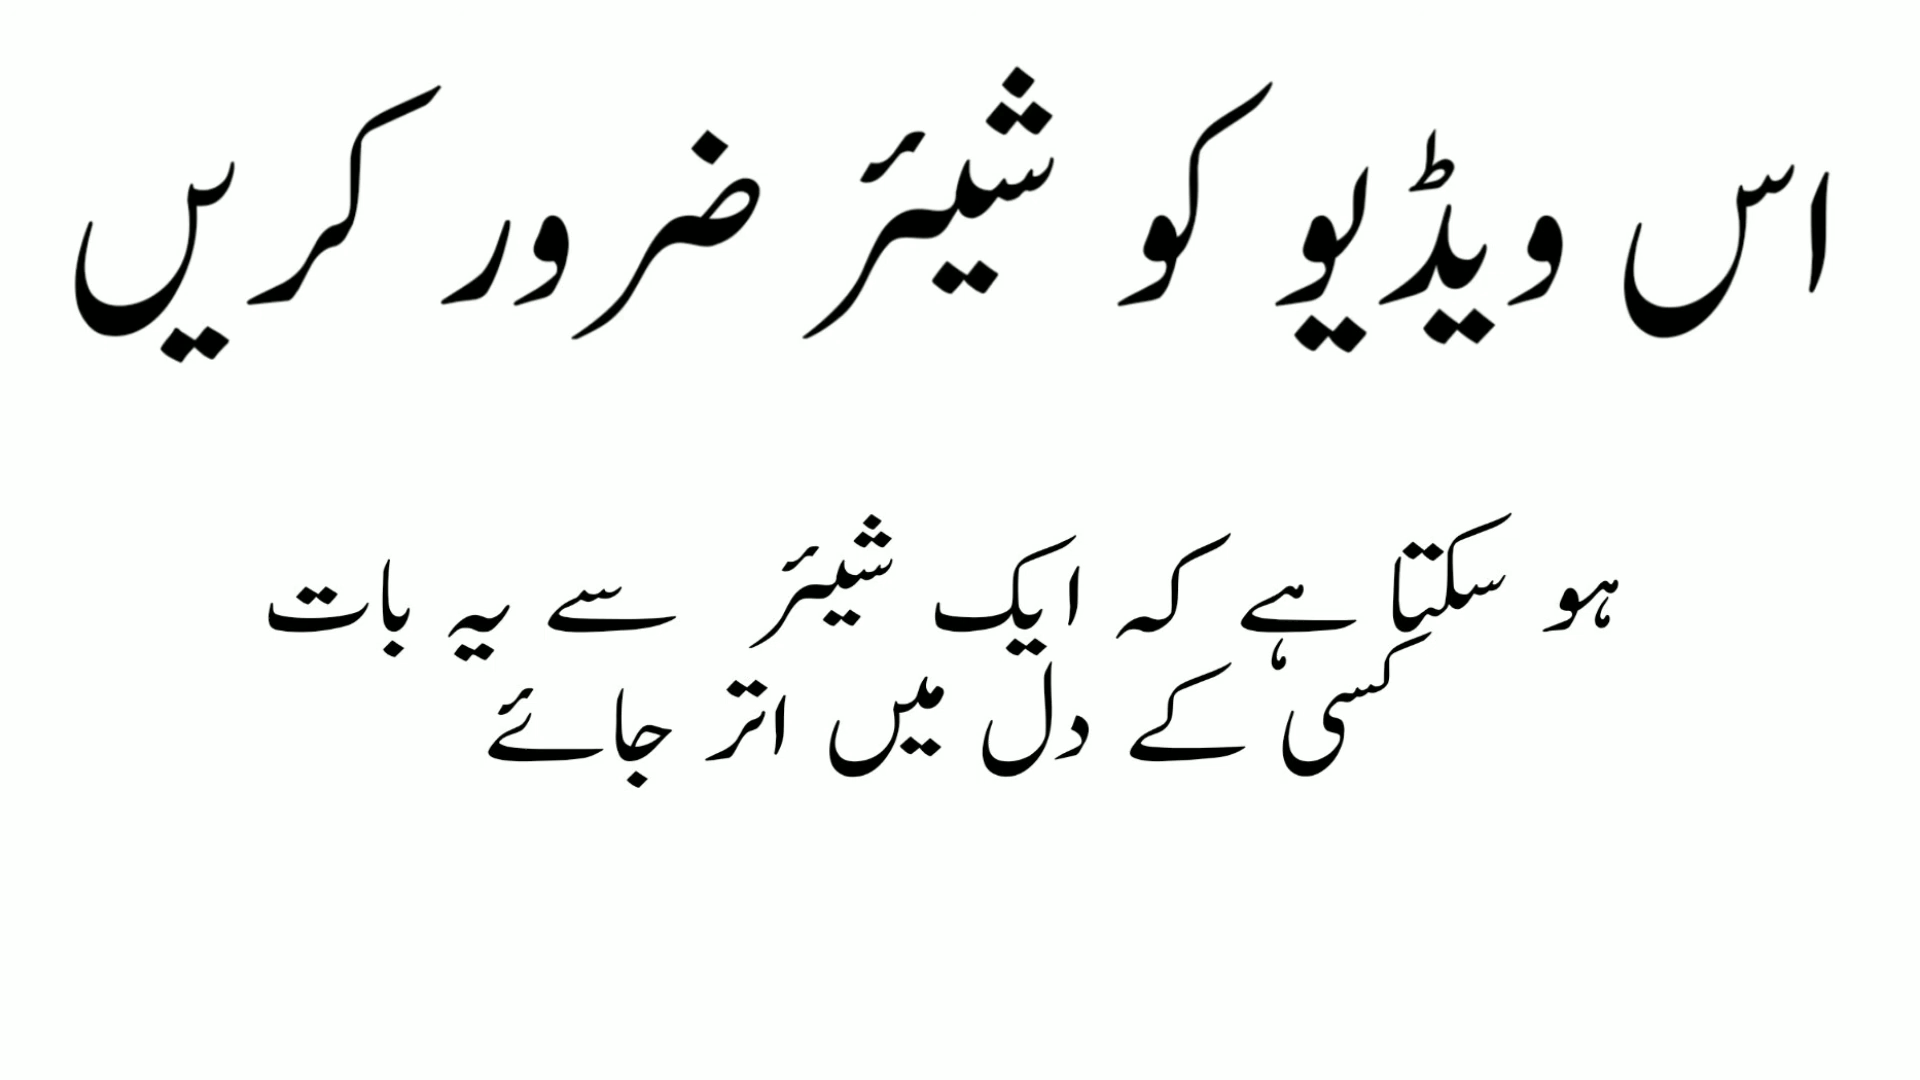 اس ویڈیو کو شیئر ضرور کریں
ہو سکتا ہے کہ ایک شیئر سے یہ بات
کسی کے دل میں اتر جائے